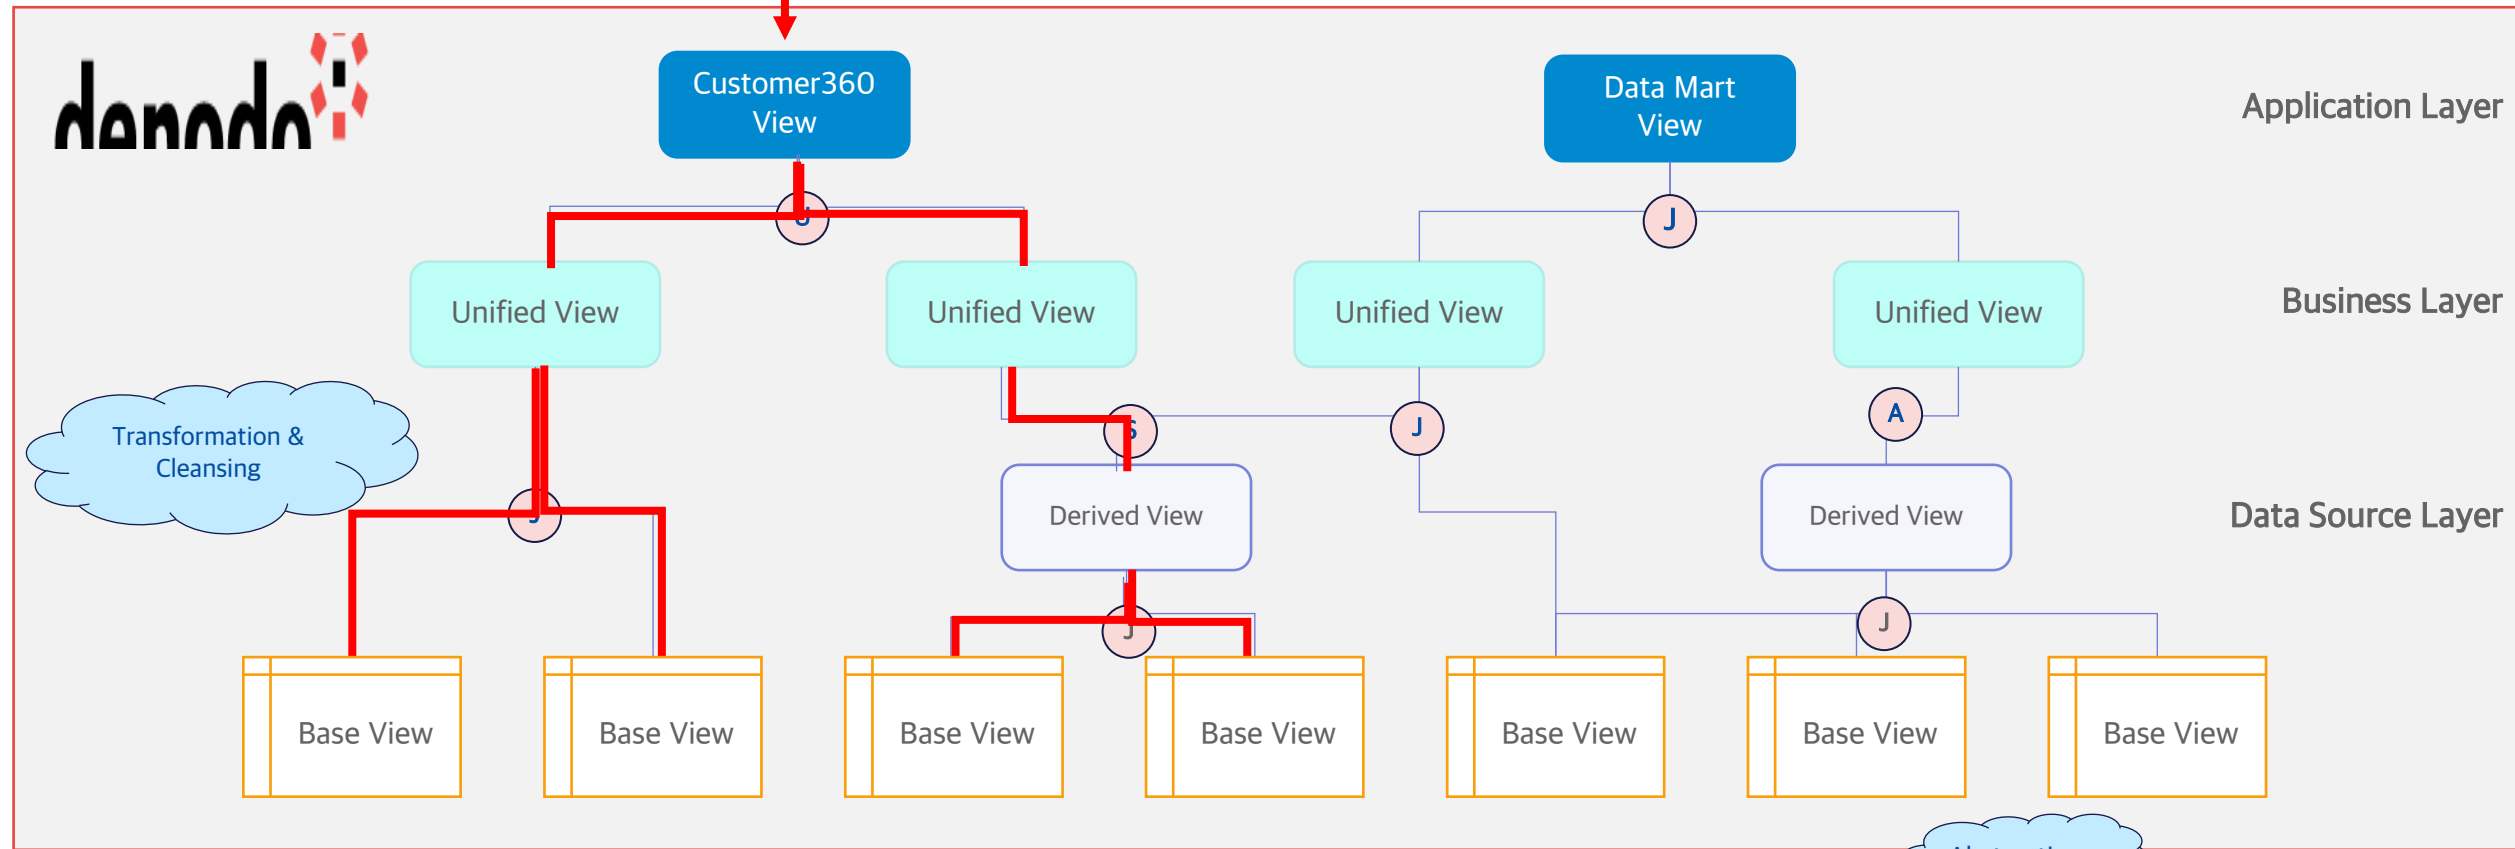 denodo
Customer360
View
Data Mart
View
Application Layer
J
Unified View
Unified View
Unified View
Unified View
Business Layer
S
J
A
Transformation &
Cleansing
J
Derived View
Derived View
Data Source Layer
J
J
Base View
Base View
Base View
Base View
Base View
Base View
Base View